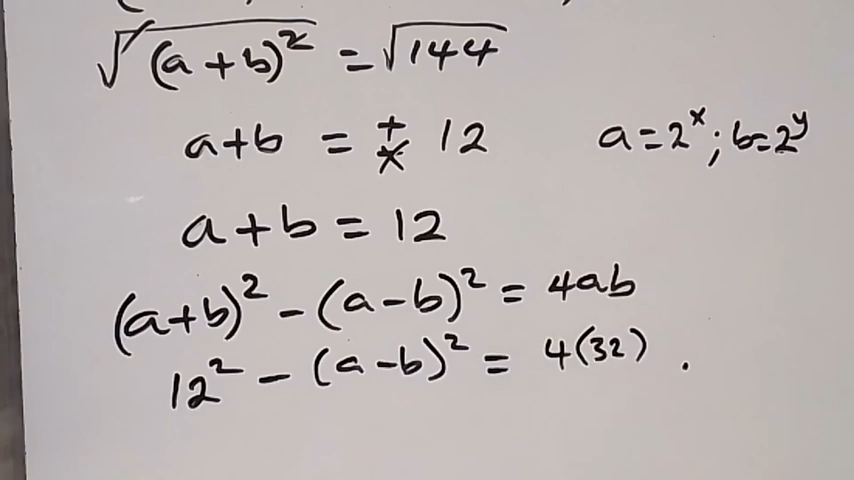 √(a+b)² = √144
a+b = ± 12 a=2ˣ; b=2ʸ
a+b = 12
(a+b)² - (a-b)² = 4ab
12² - (a-b)² = 4(32) .